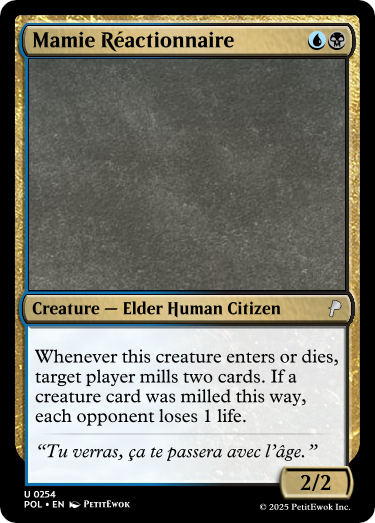 Mamie Réactionnaire
Creature — Elder Human Citizen
Whenever this creature enters or dies,
target player mills two cards. If a
creature card was milled this way,
each opponent loses 1 life.
“Tu verras, ça te passera avec l’âge.”
2/2
U 0254
POL • EN PetitEwok
© 2025 PetitEwok Inc.